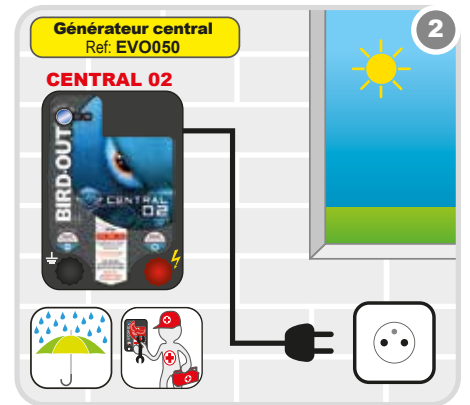 Générateur central
Ref: EVO050
2
CENTRAL 02
BIRD-OUT
CENTRAL
02